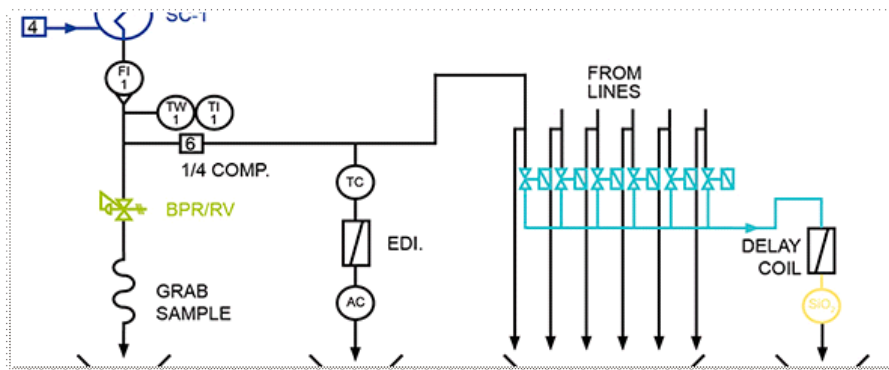 SC-1
4
FI
1
TW
1
TI
1
6
1/4 COMP.
FROM
LINES
TC
BPR/RV
EDI.
DELAY
COIL
GRAB
SAMPLE
AC
SiO2